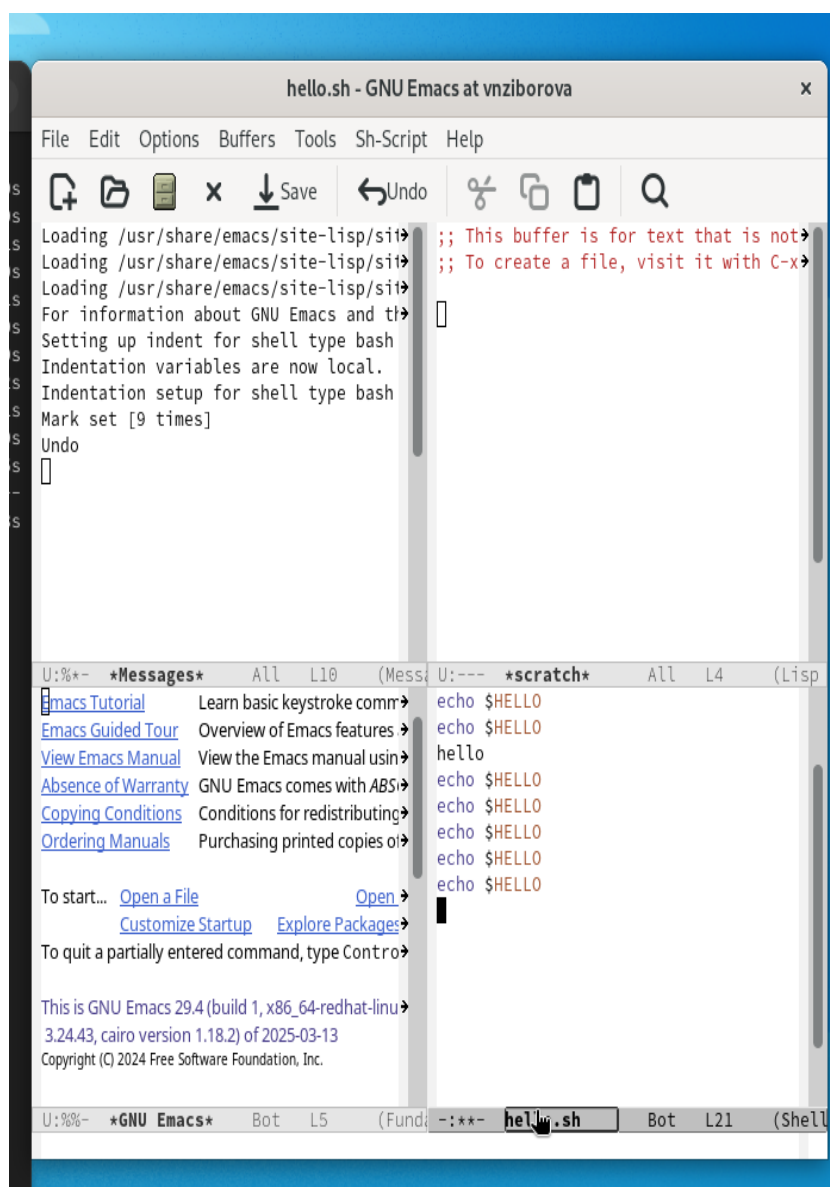 hello.sh - GNU Emacs at vnziborova
File Edit Options Buffers Tools Sh-Script Help
Save Undo
Loading /usr/share/emacs/site-lisp/sit
Loading /usr/share/emacs/site-lisp/sit
Loading /usr/share/emacs/site-lisp/sit
For information about GNU Emacs and th
Setting up indent for shell type bash
Indentation variables are now local.
Indentation setup for shell type bash
Mark set [9 times]
Undo
U:%*- *Messages* All L10 (Messa
;; This buffer is for text that is not
;; To create a file, visit it with C-x
U:--- *scratch* All L4 (Lisp
Emacs Tutorial Learn basic keystroke comm
Emacs Guided Tour Overview of Emacs features
View Emacs Manual View the Emacs manual usin
Absence of Warranty GNU Emacs comes with ABS
Copying Conditions Conditions for redistributing
Ordering Manuals Purchasing printed copies of
To start... Open a File Open
Customize Startup Explore Packages
To quit a partially entered command, type Contro
This is GNU Emacs 29.4 (build 1, x86_64-redhat-linu
3.24.43, cairo version 1.18.2) of 2025-03-13
Copyright (C) 2024 Free Software Foundation, Inc.
U:%%- *GNU Emacs* Bot L5 (Funda
echo $HELLO
echo $HELLO
hello
echo $HELLO
echo $HELLO
echo $HELLO
echo $HELLO
echo $HELLO
-:**- hello.sh Bot L21 (Shell